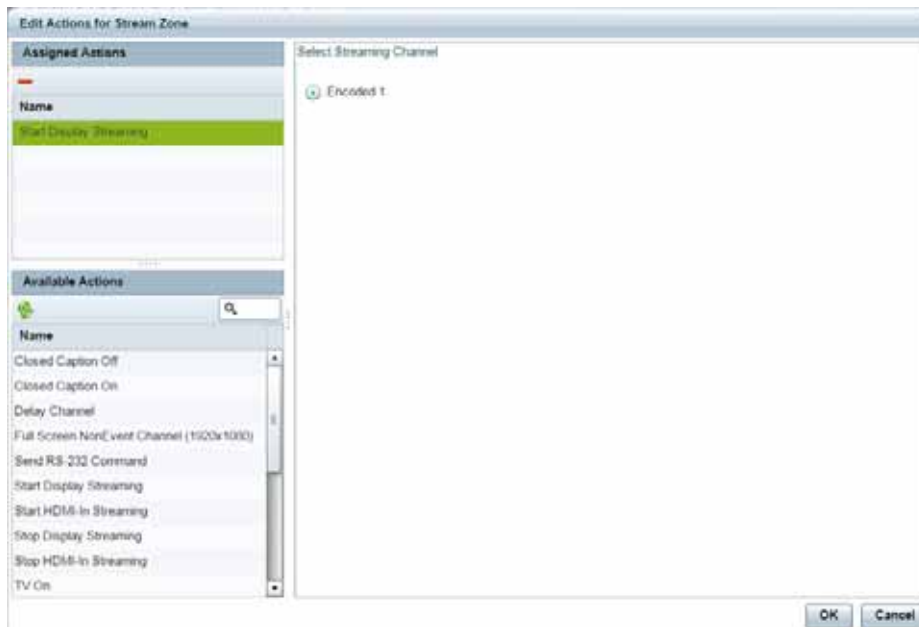 Edit Actions for Stream Zone
Assigned Actions
Name
Start Display Streaming
Available Actions
Name
Closed Caption Off
Closed Caption On
Delay Channel
Full Screen NonEvent Channel (1920x1080)
Send RS-232 Command
Start Display Streaming
Start HDMI-In Streaming
Stop Display Streaming
Stop HDMI-In Streaming
TV On
Select Streaming Channel
Encoded 1
OK
Cancel